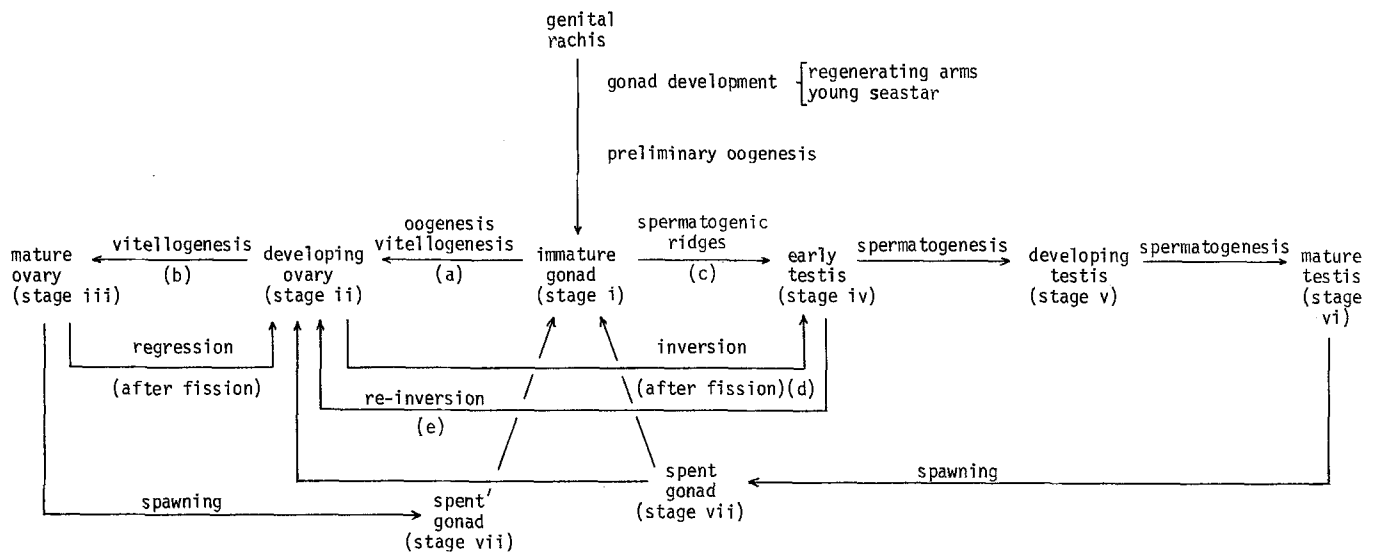 genital
rachis
gonad development
regenerating arms
young seastar
preliminary oogenesis
mature
ovary
(stage iii)
vitellogenesis
(b)
developing
ovary
(stage ii)
oogenesis
vitellogenesis
(a)
immature
gonad
(stage i)
spermatogenic
ridges
(c)
early
testis
(stage iv)
spermatogenesis
developing
testis
(stage v)
spermatogenesis
mature
testis
(stage
vi)
regression
(after fission)
inversion
(after fission)(d)
re-inversion
(e)
spawning
spent'
gonad
(stage vii)
spent
gonad
(stage vii)
spawning